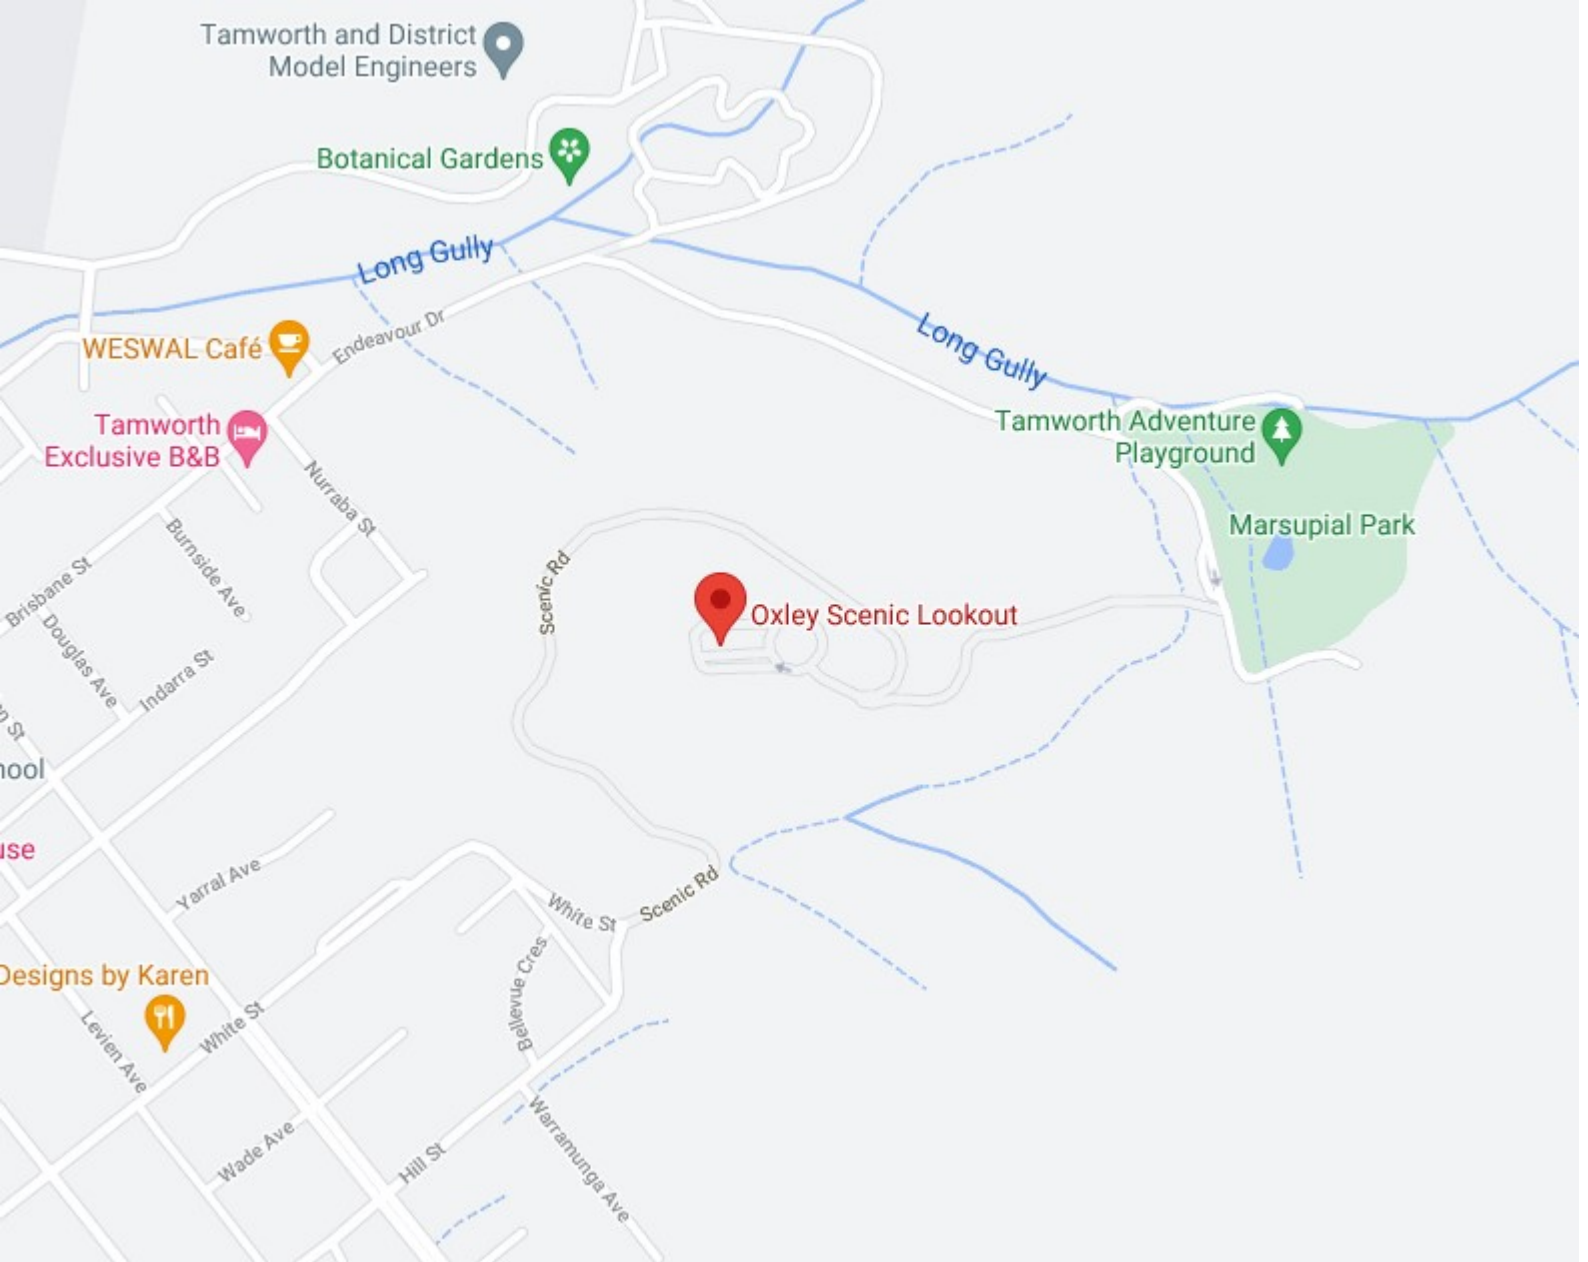 Tamworth and District
Model Engineers
Botanical Gardens
Long Gully
Endeavour Dr
WESWAL Café
Long Gully
Tamworth
Exclusive B&B
Tamworth Adventure
Playground
Nurraba St
Marsupial Park
Burnside Ave
Brisbane St
Scenic Rd
Oxley Scenic Lookout
Douglas Ave
Indarra St
St
Yarral Ave
White St
Scenic Rd
Bellevue Cres
Designs by Karen
White St
Levien Ave
Wade Ave
Hill St
Warramunga Ave